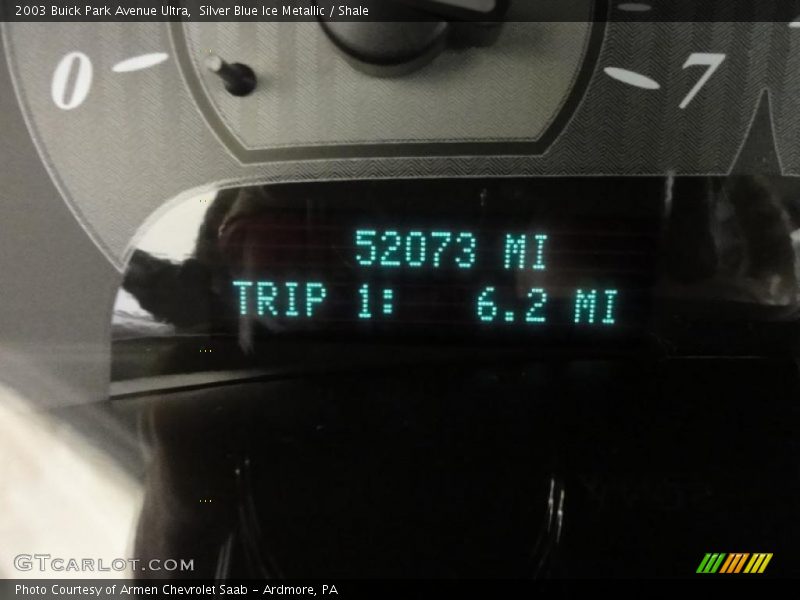 2003 Buick Park Avenue Ultra,  Silver Blue Ice Metallic / Shale
0 7
52073 MI
TRIP 1: 6.2 MI
GTCARLOT.COM
Photo Courtesy of Armen Chevrolet Saab - Ardmore, PA